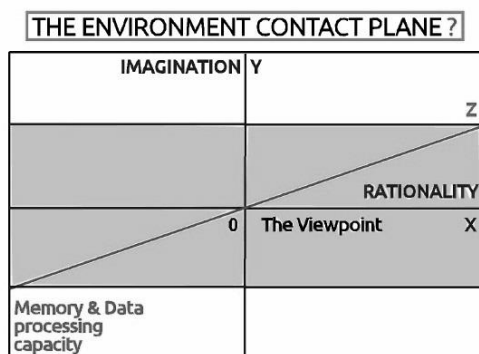 THE ENVIRONMENT CONTACT PLANE ?
IMAGINATION Y
Z
RATIONALITY
0 The Viewpoint X
Memory & Data
processing
capacity